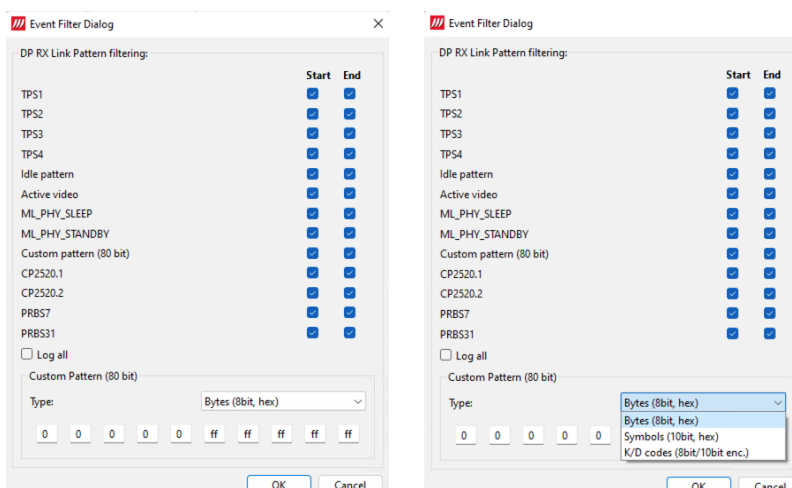 Event Filter Dialog
DP RX Link Pattern filtering:
Start End
TPS1
TPS2
TPS3
TPS4
Idle pattern
Active video
ML_PHY_SLEEP
ML_PHY_STANDBY
Custom pattern (80 bit)
CP2520.1
CP2520.2
PRBS7
PRBS31
Log all
Custom Pattern (80 bit)
Type: Bytes (8bit, hex)
0 0 0 0 0 ff ff ff ff ff
OK Cancel
Event Filter Dialog
DP RX Link Pattern filtering:
Start End
TPS1
TPS2
TPS3
TPS4
Idle pattern
Active video
ML_PHY_SLEEP
ML_PHY_STANDBY
Custom pattern (80 bit)
CP2520.1
CP2520.2
PRBS7
PRBS31
Log all
Custom Pattern (80 bit)
Type: Bytes (8bit, hex)
Bytes (8bit, hex)
0 0 0 0 0 Symbols (10bit, hex)
K/D codes (8bit/10bit enc.)
OK Cancel